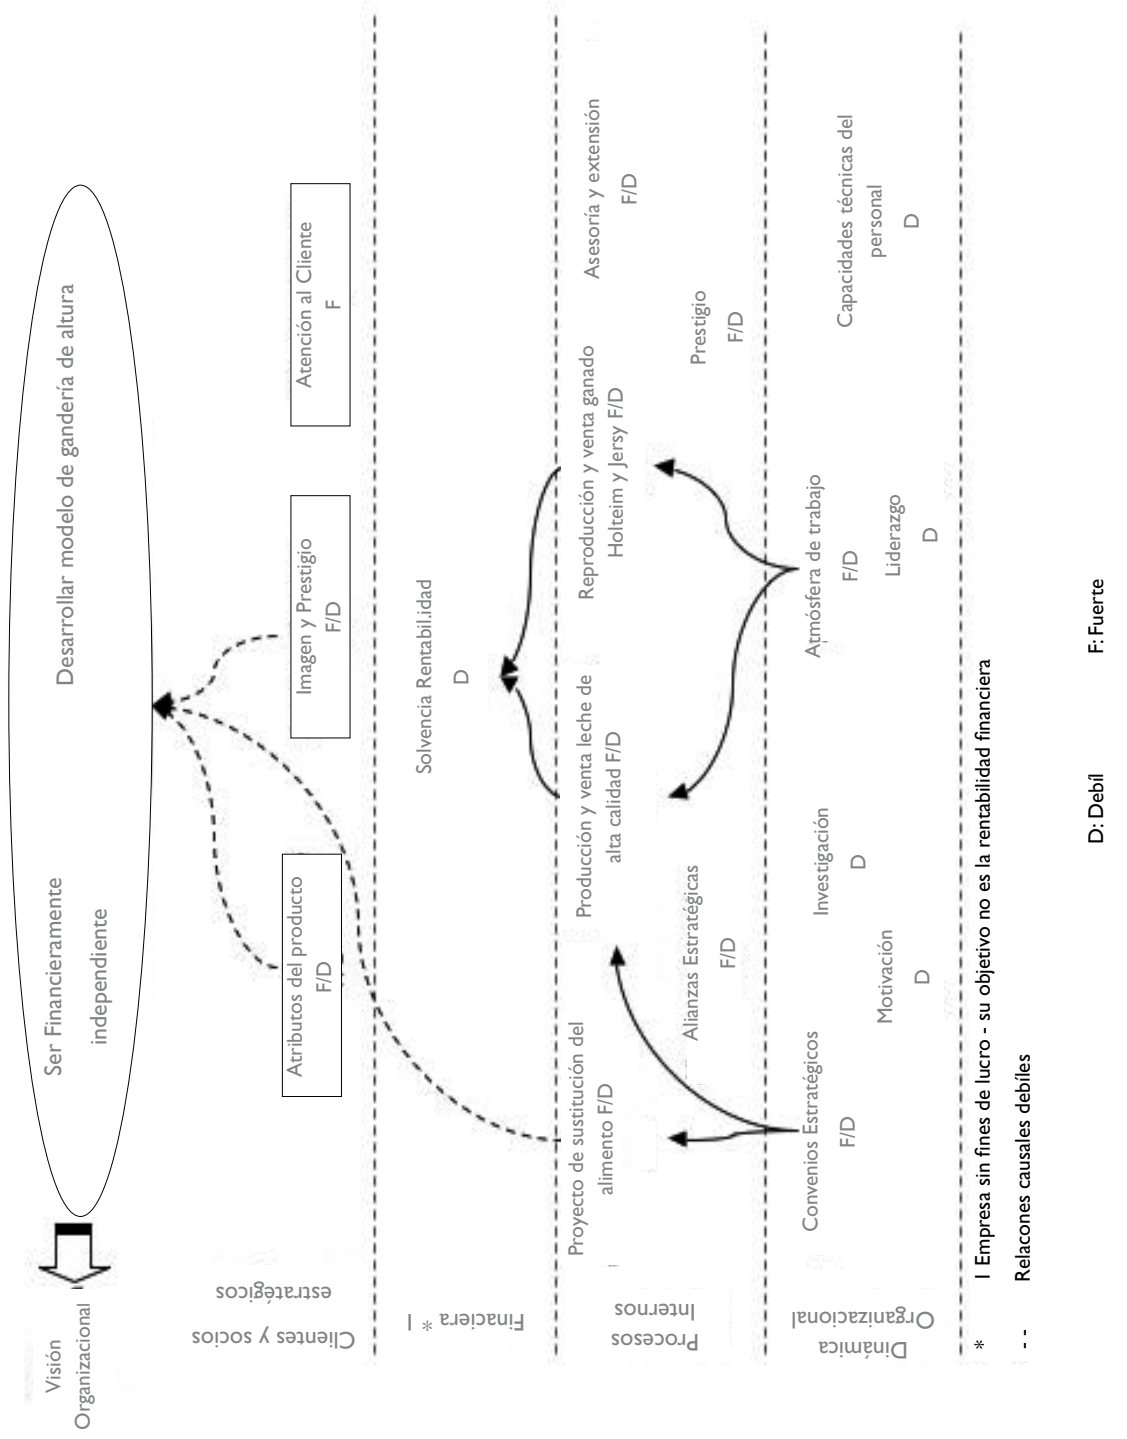 Visión
Organizacional
Ser Financieramente
independiente
Desarrollar modelo de gandería de altura
Clientes y socios
estratégicos
Atributos del producto
F/D
Imagen y Prestigio
F/D
Atención al Cliente
F
Finaciera * I
Solvencia Rentabil.idad
D
Procesos
Internos
Proyecto de sustitución del
alimento F/D
Producción y venta leche de
alta calidad F/D
Reproducción y venta ganado
Holteim y Jersy F/D
Asesoría y extensión
F/D
Alianzas Estratégicas
F/D
Prestigio
F/D
Dinámica
Organizacional
Convenios Estratégicos
F/D
Motivación
D
Investigación
D
Atmósfera de trabajo
F/D
Liderazgo
D
Capacidades técnicas del
personal
D
* I Empresa sin fines de lucro - su objetivo no es la rentabilidad financiera
- - Relacones causales debíles
D: Debíl F: Fuerte